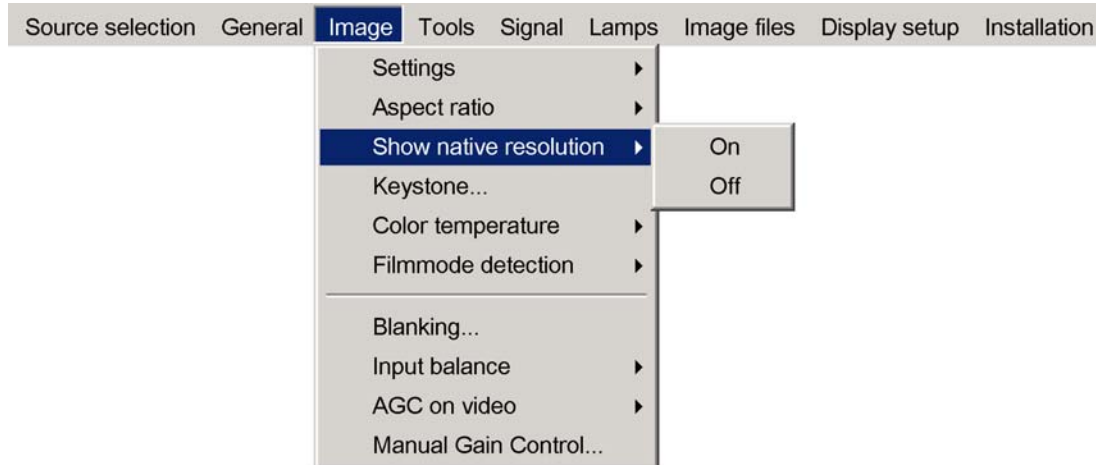 Source selection General Image Tools Signal Lamps Image files Display setup Installation
Settings
Aspect ratio
Show native resolution
On
Off
Keystone...
Color temperature
Filmmode detection
Blanking...
Input balance
AGC on video
Manual Gain Control...